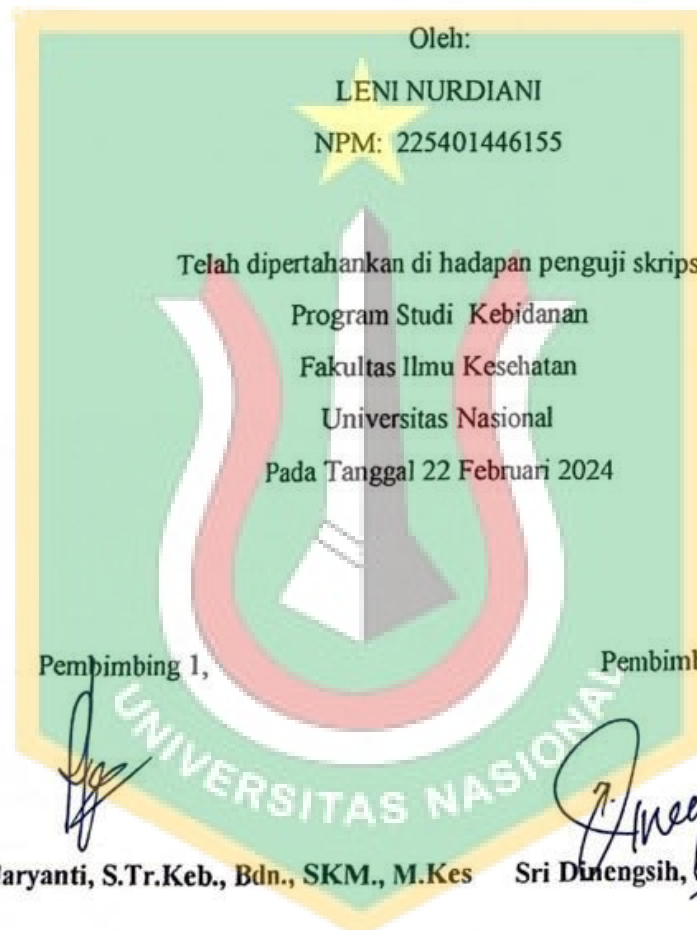 Oleh:
LENI NURDIANI
NPM: 225401446155
Telah dipertahankan di hadapan penguji skrips
Program Studi Kebidanan
Fakultas Ilmu Kesehatan
Universitas Nasional
Pada Tanggal 22 Februari 2024
Pembimbing 1, Pembimb
UNIVERSITAS NASIONAL
aryanti, S.Tr.Keb., Bdn., SKM., M.Kes Sri Dinengsih,